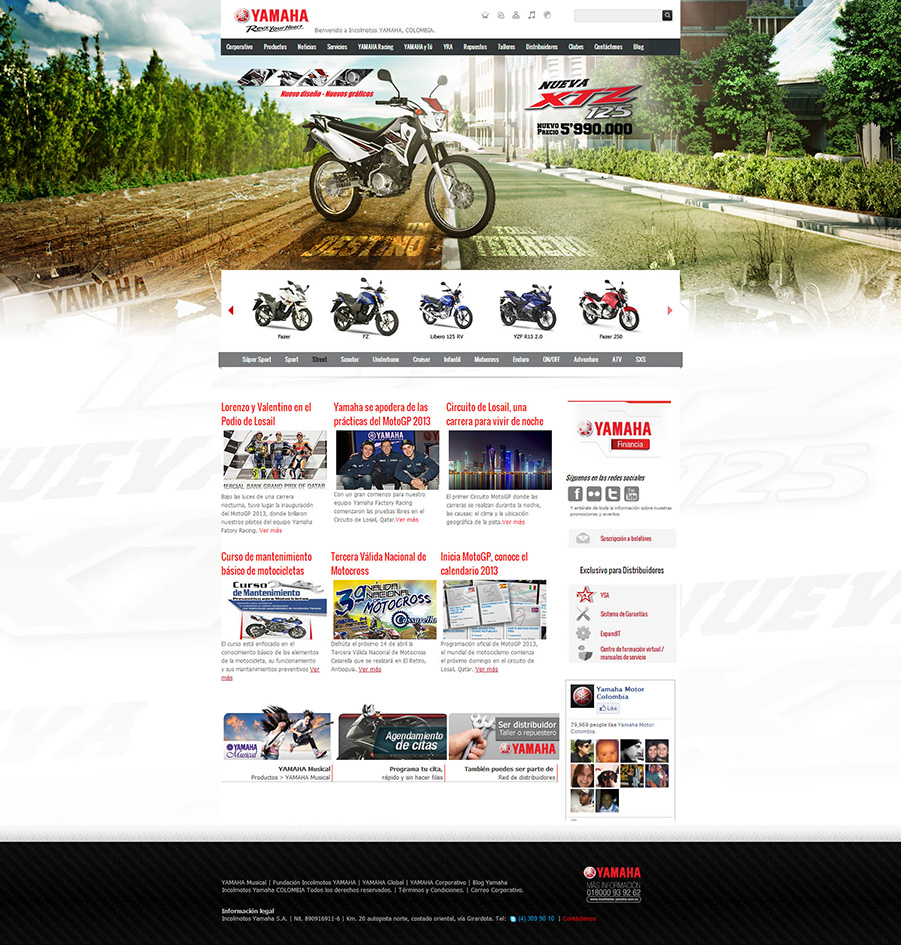 YAMAHA
Revs Your Heart
Bienvenido a Incolmotos YAMAHA, COLOMBIA.
Corporativo Productos Noticias Servicios YAMAHA Racing YAMAHA y tú YRA Repuestos Talleres Distribuidores Clubes Contáctenos Blog
Nuevo diseño - Nuevos gráficos
NUEVA
XTZ
125
NUEVO
PRECIO 5'990.000
UN TODO
DESTINO TERRENO
YAMAHA
Fazer FZ Libero 125 RV YZF R15 2.0 Fazer 250
Súper Sport Sport Street Scooter Underbone Cruiser Infantil Motocross Enduro ON/OFF Adventure ATV SXS
Lorenzo y Valentino en el
Podio de Losail
CIAL BANK GRAND PRIX OF QATAR
Bajo las luces de una carrera
nocturna, tuvo lugar la inauguración
del MotoGP 2013, donde brillaron
nuestros pilotos del equipo Yamaha
Fatory Racing. Ver más
Yamaha se apodera de las
prácticas del MotoGP 2013
YAMAHA
Con un gran comienzo para nuestro
equipo Yamaha Factory Racing
comenzaron las pruebas libres en el
Circuito de Losail, Qatar.Ver más
Circuito de Losail, una
carrera para vivir de noche
El primer Circuito MotoGP donde las
carreras se realizan durante la noche,
las causas: el clima y la ubicación
geográfica de la pista.Ver más
YAMAHA
Financia
Síguenos en las redes sociales
You
Tube
Y entérate de toda la información sobre nuestras
promociones y eventos
Suscripción a boletines
Curso de mantenimiento
básico de motocicletas
Curso
de Mantenimiento
Preventivo para Motocicletas
El curso está enfocado en el
conocimiento básico de los elementos
de la motocicleta, su funcionamiento
y sus mantenimientos preventivos Ver
más
Tercera Válida Nacional de
Motocross
3a VÁLIDA
NACIONAL
MOTOCROSS
Cassarella
Disfruta el próximo 14 de abril la
Tercera Válida Nacional de Motocross
Casarella que se realizará en El Retro,
Antioquia. Ver más
Inicia MotoGP, conoce el
calendario 2013
Programación oficial de MotoGP 2013,
el mundial de motociclismo comienza
el próximo domingo en el circuito de
Losail, Qatar. Ver más
Exclusivo para Distribuidores
YSA
Sistema de Garantías
ExpandIT
Centro de formación virtual /
manuales de servicio
Yamaha Motor
Colombia
Like
79,969 people like Yamaha Motor
Colombia.
YAMAHA
Musical
Agendamiento
de citas
Ser distribuidor
Taller o repuestero
YAMAHA
YAMAHA Musical
Productos > YAMAHA Musical
Programa tu cita,
rápido y sin hacer filas
También puedes ser parte de
Red de distribuidores
YAMAHA Musical | Fundación Incolmotos YAMAHA | YAMAHA Global | YAMAHA Corporativo | Blog Yamaha
Incolmotos Yamaha COLOMBIA Todos los derechos reservados. | Términos y Condiciones. | Correo Corporativo.
YAMAHA
MÁS INFORMACIÓN
018000 93 92 62
www.incolmotos-yamaha.com.co
Información legal
Incolmotos Yamaha S.A. | Nit. 890916911-6 | Km. 20 autopista norte, costado oriental, vía Girardota. Tel: (4) 309 90 10 | Contáctenos